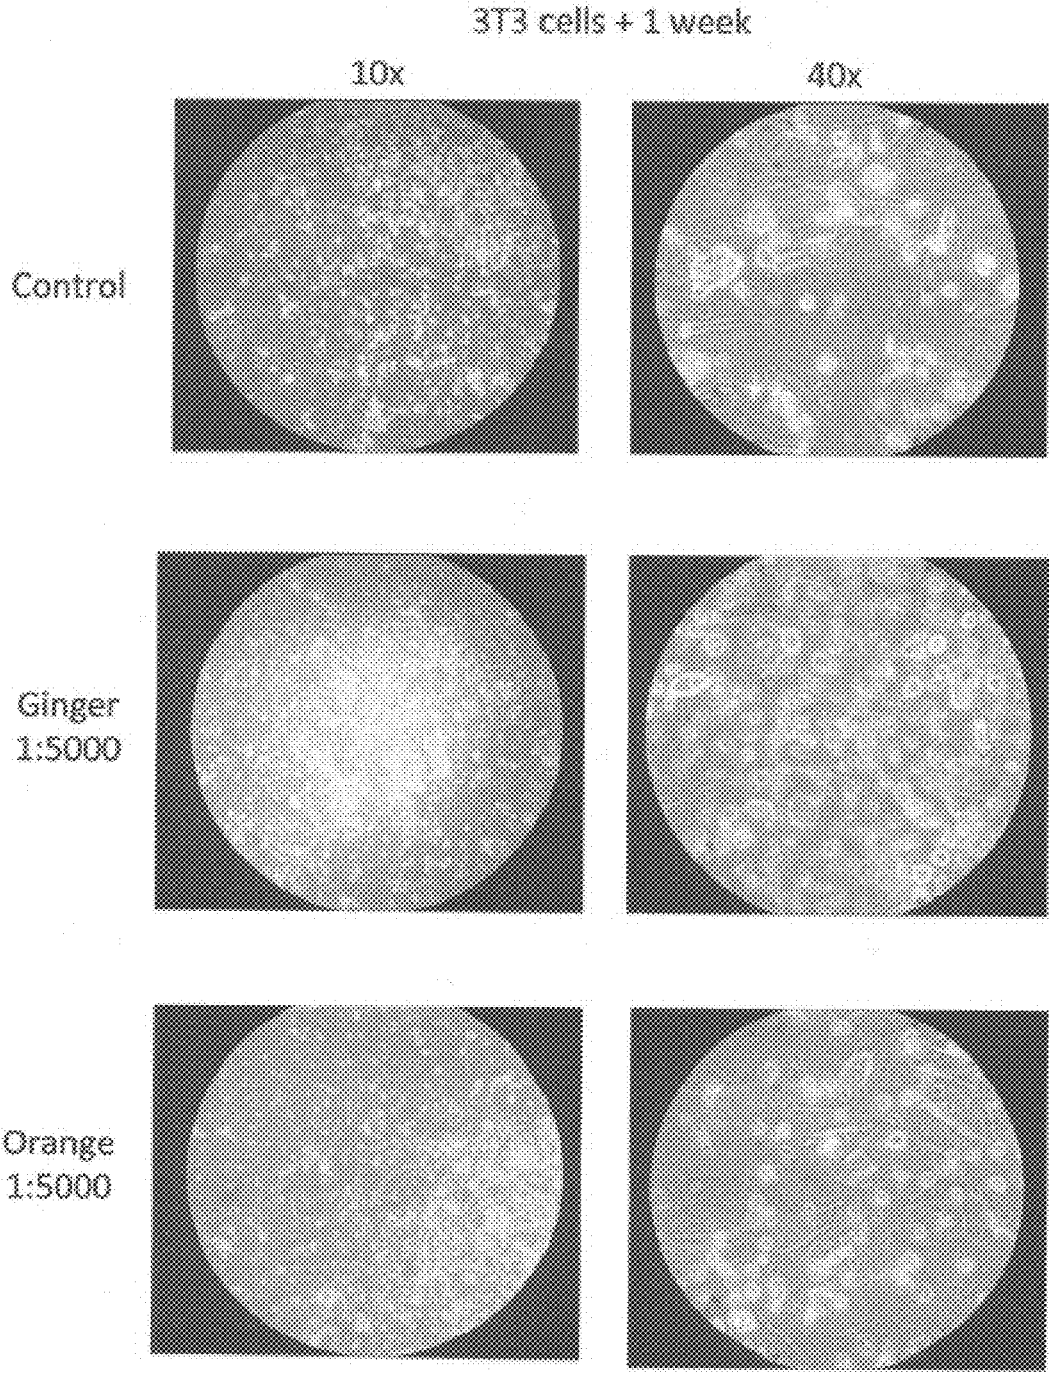 3T3 cells + 1 week
10x
40x
Control
Ginger
1:5000
Orange
1:5000